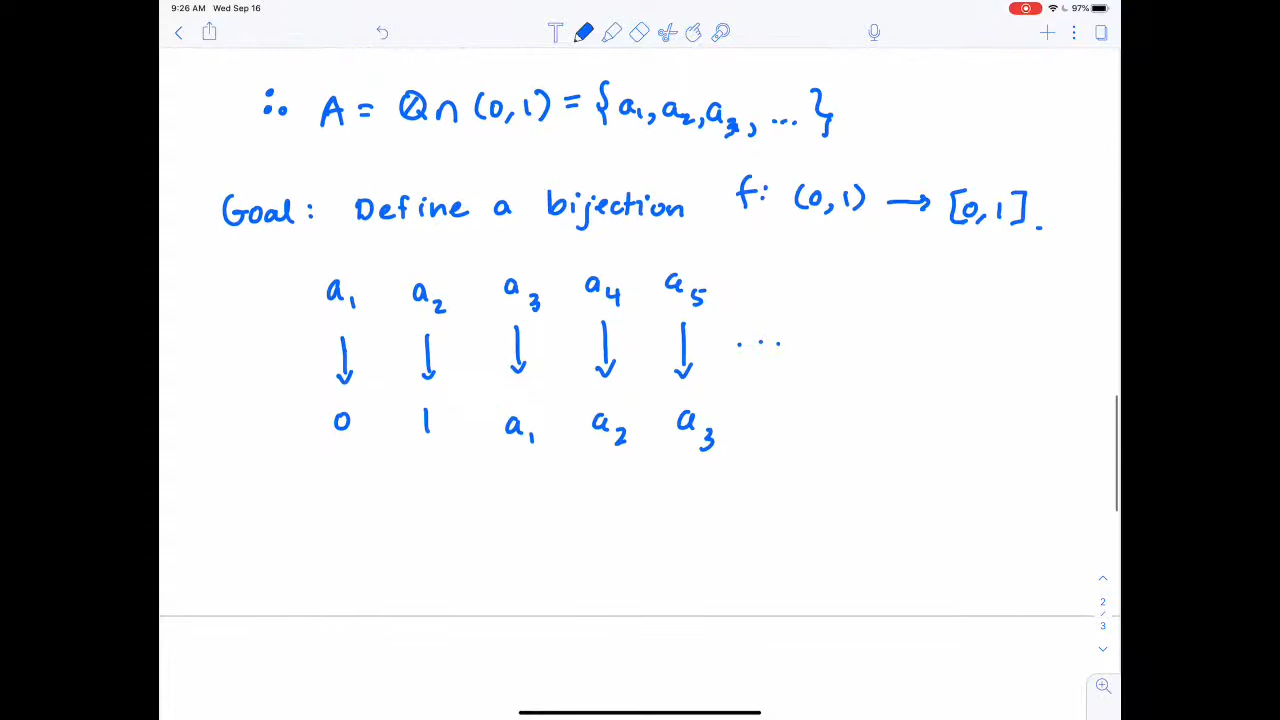 9:26 AM Wed Sep 16 97%
∴ A = ℚ ∩ (0,1) = {a₁, a₂, a₃, ... }
Goal: Define a bijection f: (0,1) → [0,1].
a₁ a₂ a₃ a₄ a₅
↓ ↓ ↓ ↓ ↓ ...
0 1 a₁ a₂ a₃
2
/
3